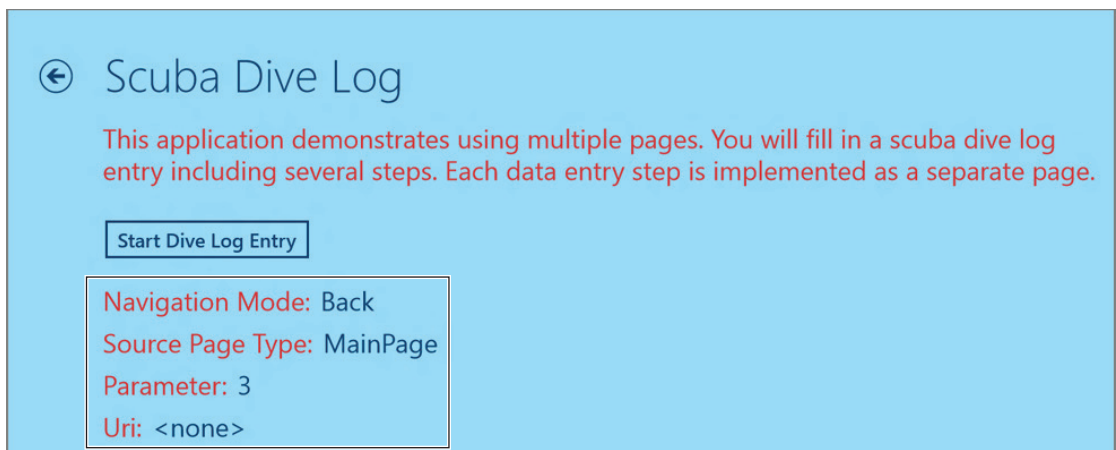 Scuba Dive Log
This application demonstrates using multiple pages. You will fill in a scuba dive log
entry including several steps. Each data entry step is implemented as a separate page.
Start Dive Log Entry
Navigation Mode: Back
Source Page Type: MainPage
Parameter: 3
Uri: <none>